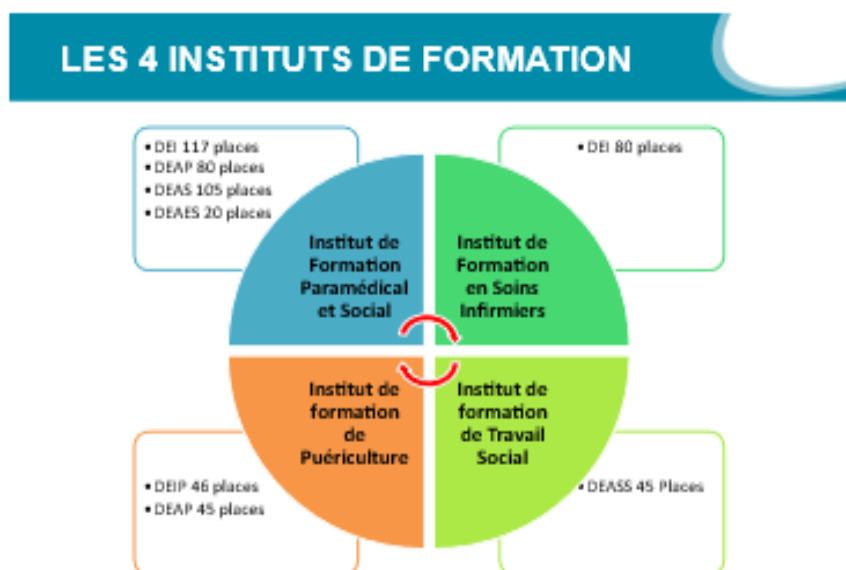 LES 4 INSTITUTS DE FORMATION
• DEI 117 places
• DEAP 80 places
• DEAS 105 places
• DEAES 20 places
• DEI 80 places
Institut de
Formation
Paramédical
et Social
Institut de
Formation
en Soins
Infirmiers
Institut de
formation
de
Puériculture
Institut de
formation
de Travail
Social
• DEIP 46 places
• DEAP 45 places
• DEASS 45 Places